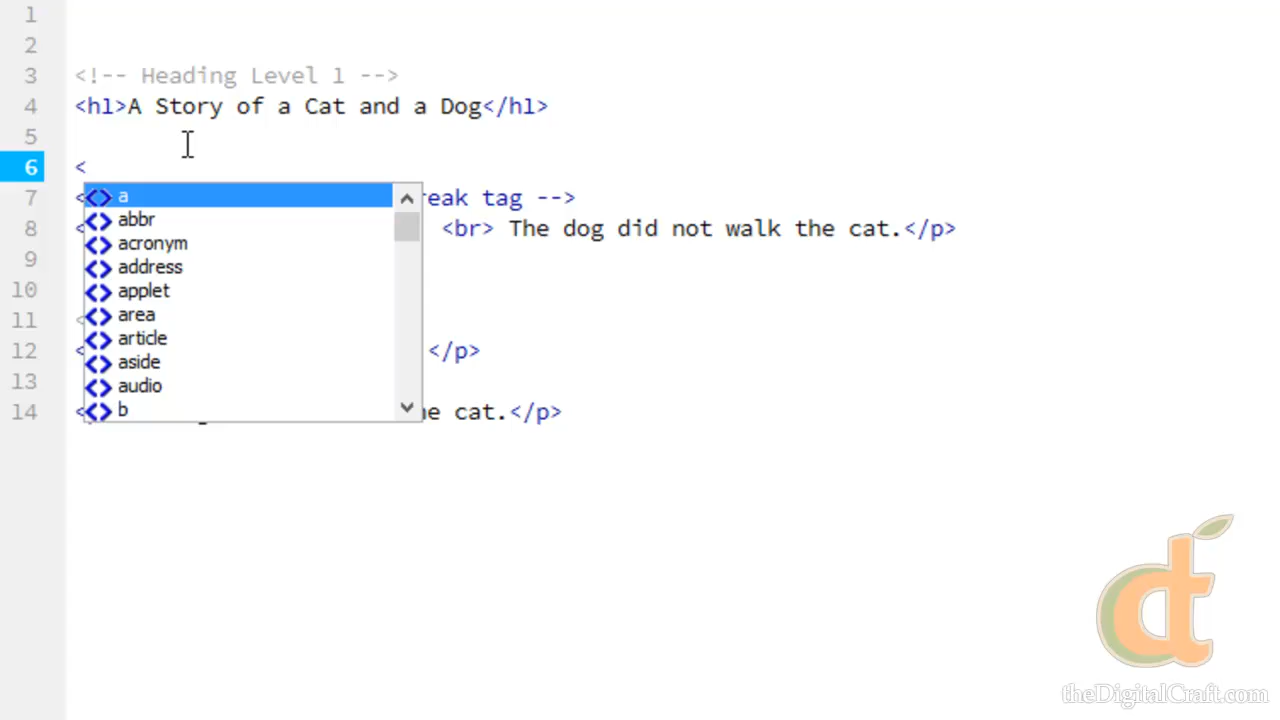 1
2
3 <!-- Heading Level 1 -->
4 <h1>A Story of a Cat and a Dog</h1>
5
6 <
7 < eak tag -->
8 < <br> The dog did not walk the cat.</p>
9
10
11 <
12 < </p>
13
14 < e cat.</p>
a
abbr
acronym
address
applet
area
article
aside
audio
b
theDigitalCraft.com